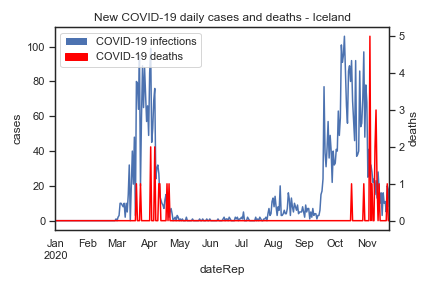 New COVID-19 daily cases and deaths - Iceland
COVID-19 infections
COVID-19 deaths
cases
100
80
60
40
20
0
deaths
5
4
3
2
1
0
Jan Feb Mar Apr May Jun Jul Aug Sep Oct Nov
2020
dateRep